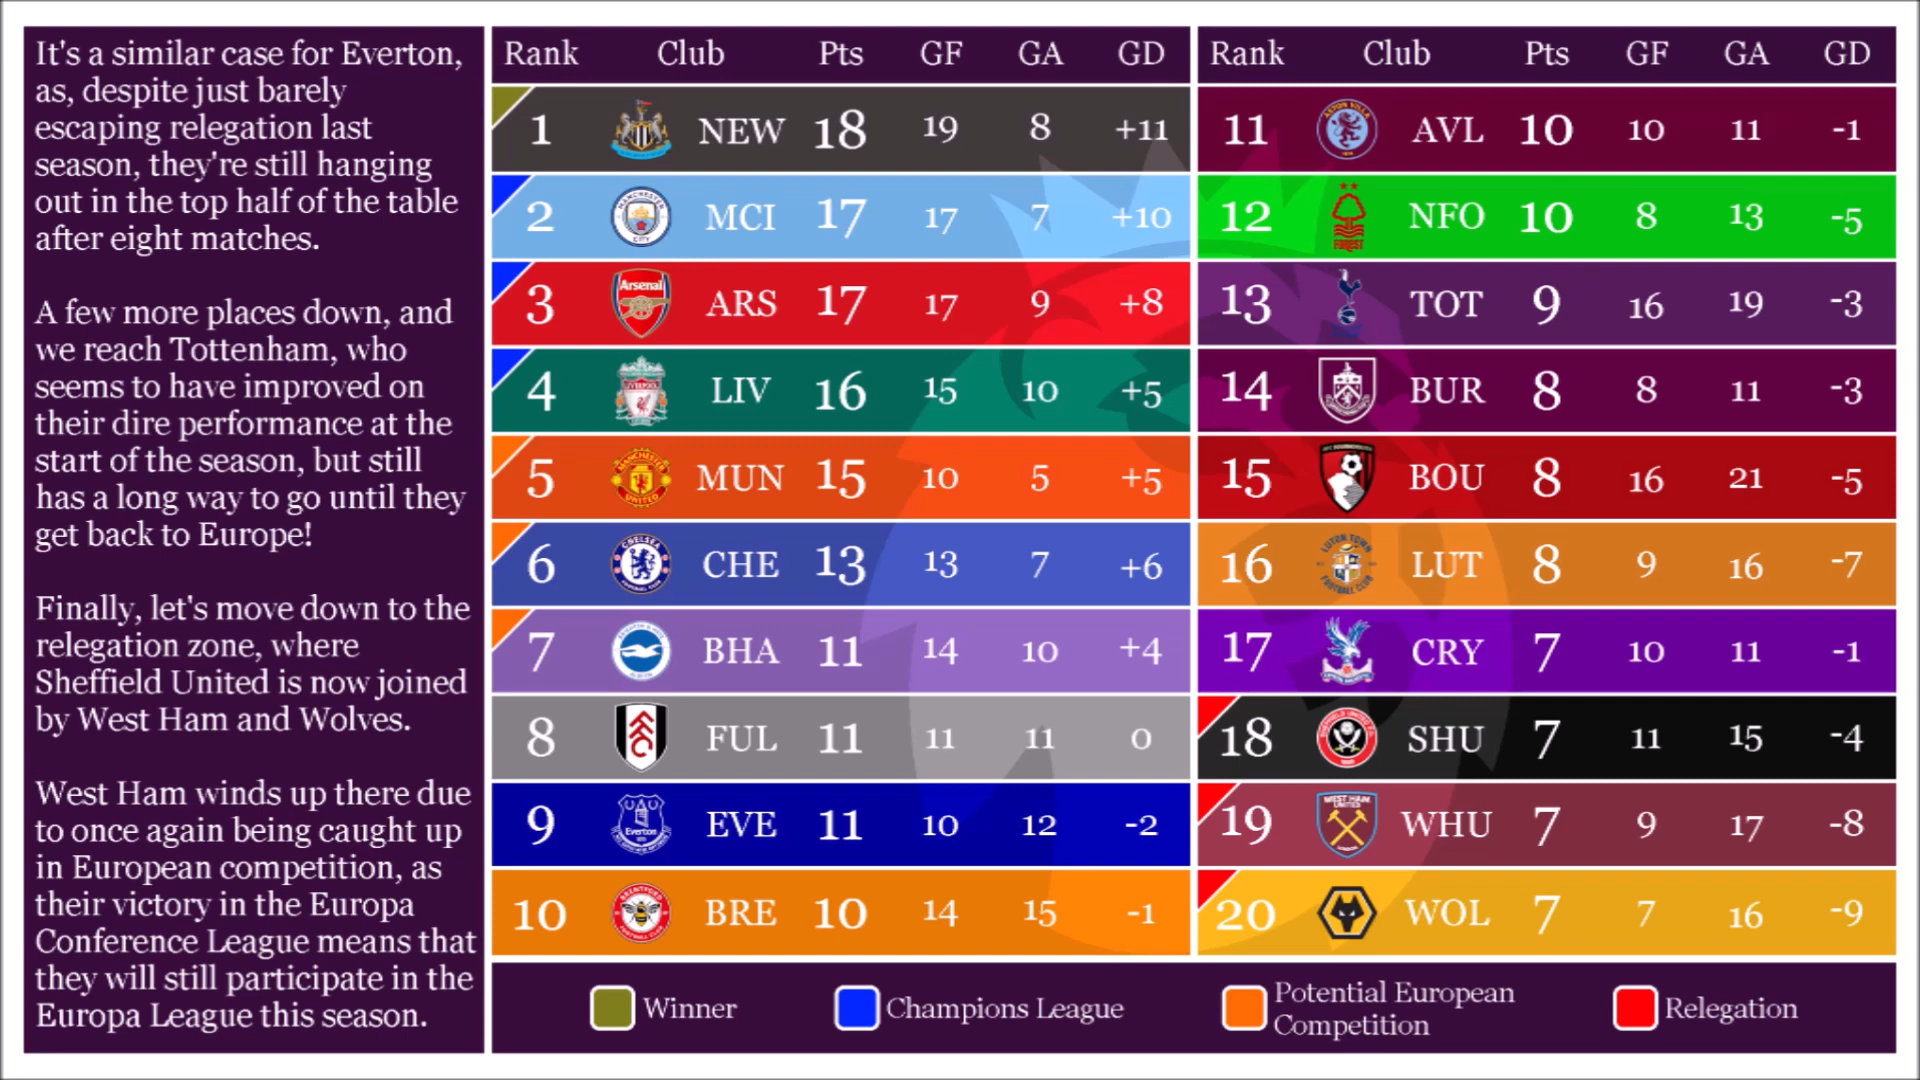 It's a similar case for Everton,
as, despite just barely
escaping relegation last
season, they're still hanging
out in the top half of the table
after eight matches.
A few more places down, and
we reach Tottenham, who
seems to have improved on
their dire performance at the
start of the season, but still
has a long way to go until they
get back to Europe!
Finally, let's move down to the
relegation zone, where
Sheffield United is now joined
by West Ham and Wolves.
West Ham winds up there due
to once again being caught up
in European competition, as
their victory in the Europa
Conference League means that
they will still participate in the
Europa League this season.
Rank Club Pts GF GA GD
1 NEW 18 19 8 +11
2 MCI 17 17 7 +10
3 Arsenal ARS 17 17 9 +8
4 LIV 16 15 10 +5
5 MUN 15 10 5 +5
6 CHE 13 13 7 +6
7 BHA 11 14 10 +4
8 FUL 11 11 11 0
9 Everton EVE 11 10 12 -2
10 BRE 10 14 15 -1
Rank Club Pts GF GA GD
11 AVL 10 10 11 -1
12 FOREST NFO 10 8 13 -5
13 TOT 9 16 19 -3
14 BUR 8 8 11 -3
15 BOU 8 16 21 -5
16 LUT 8 9 16 -7
17 CRY 7 10 11 -1
18 SHU 7 11 15 -4
19 WEST HAM UNITED WHU 7 9 17 -8
20 WOL 7 7 16 -9
Winner
Champions League
Potential European
Competition
Relegation